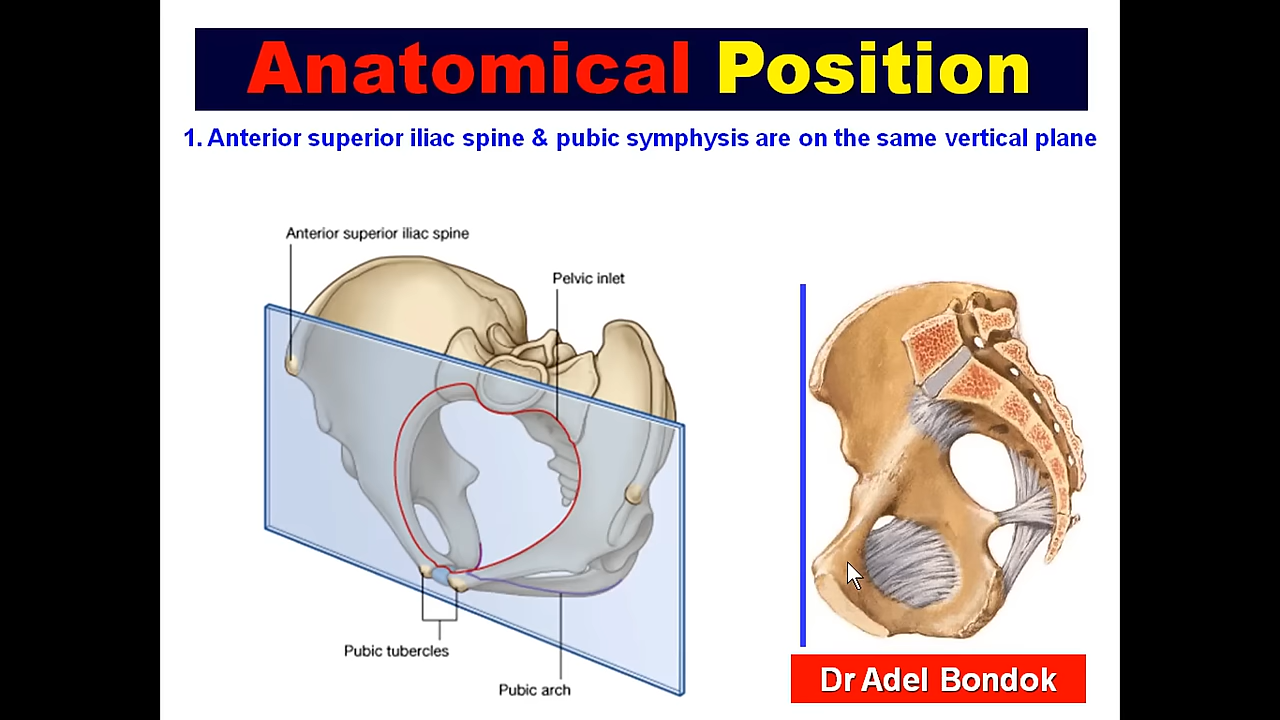 Anatomical Position
1. Anterior superior iliac spine & pubic symphysis are on the same vertical plane
Anterior superior iliac spine
Pelvic inlet
Pubic tubercles
Pubic arch
Dr Adel Bondok